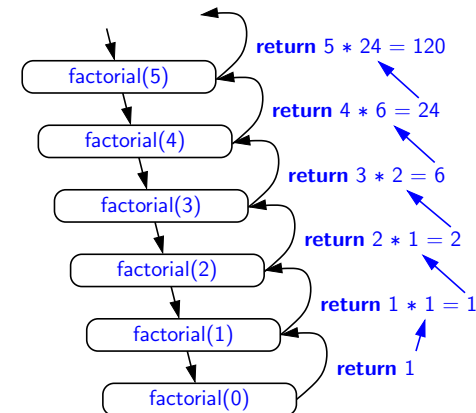 return 5 * 24 = 120
factorial(5)
return 4 * 6 = 24
factorial(4)
return 3 * 2 = 6
factorial(3)
return 2 * 1 = 2
factorial(2)
return 1 * 1 = 1
factorial(1)
return 1
factorial(0)